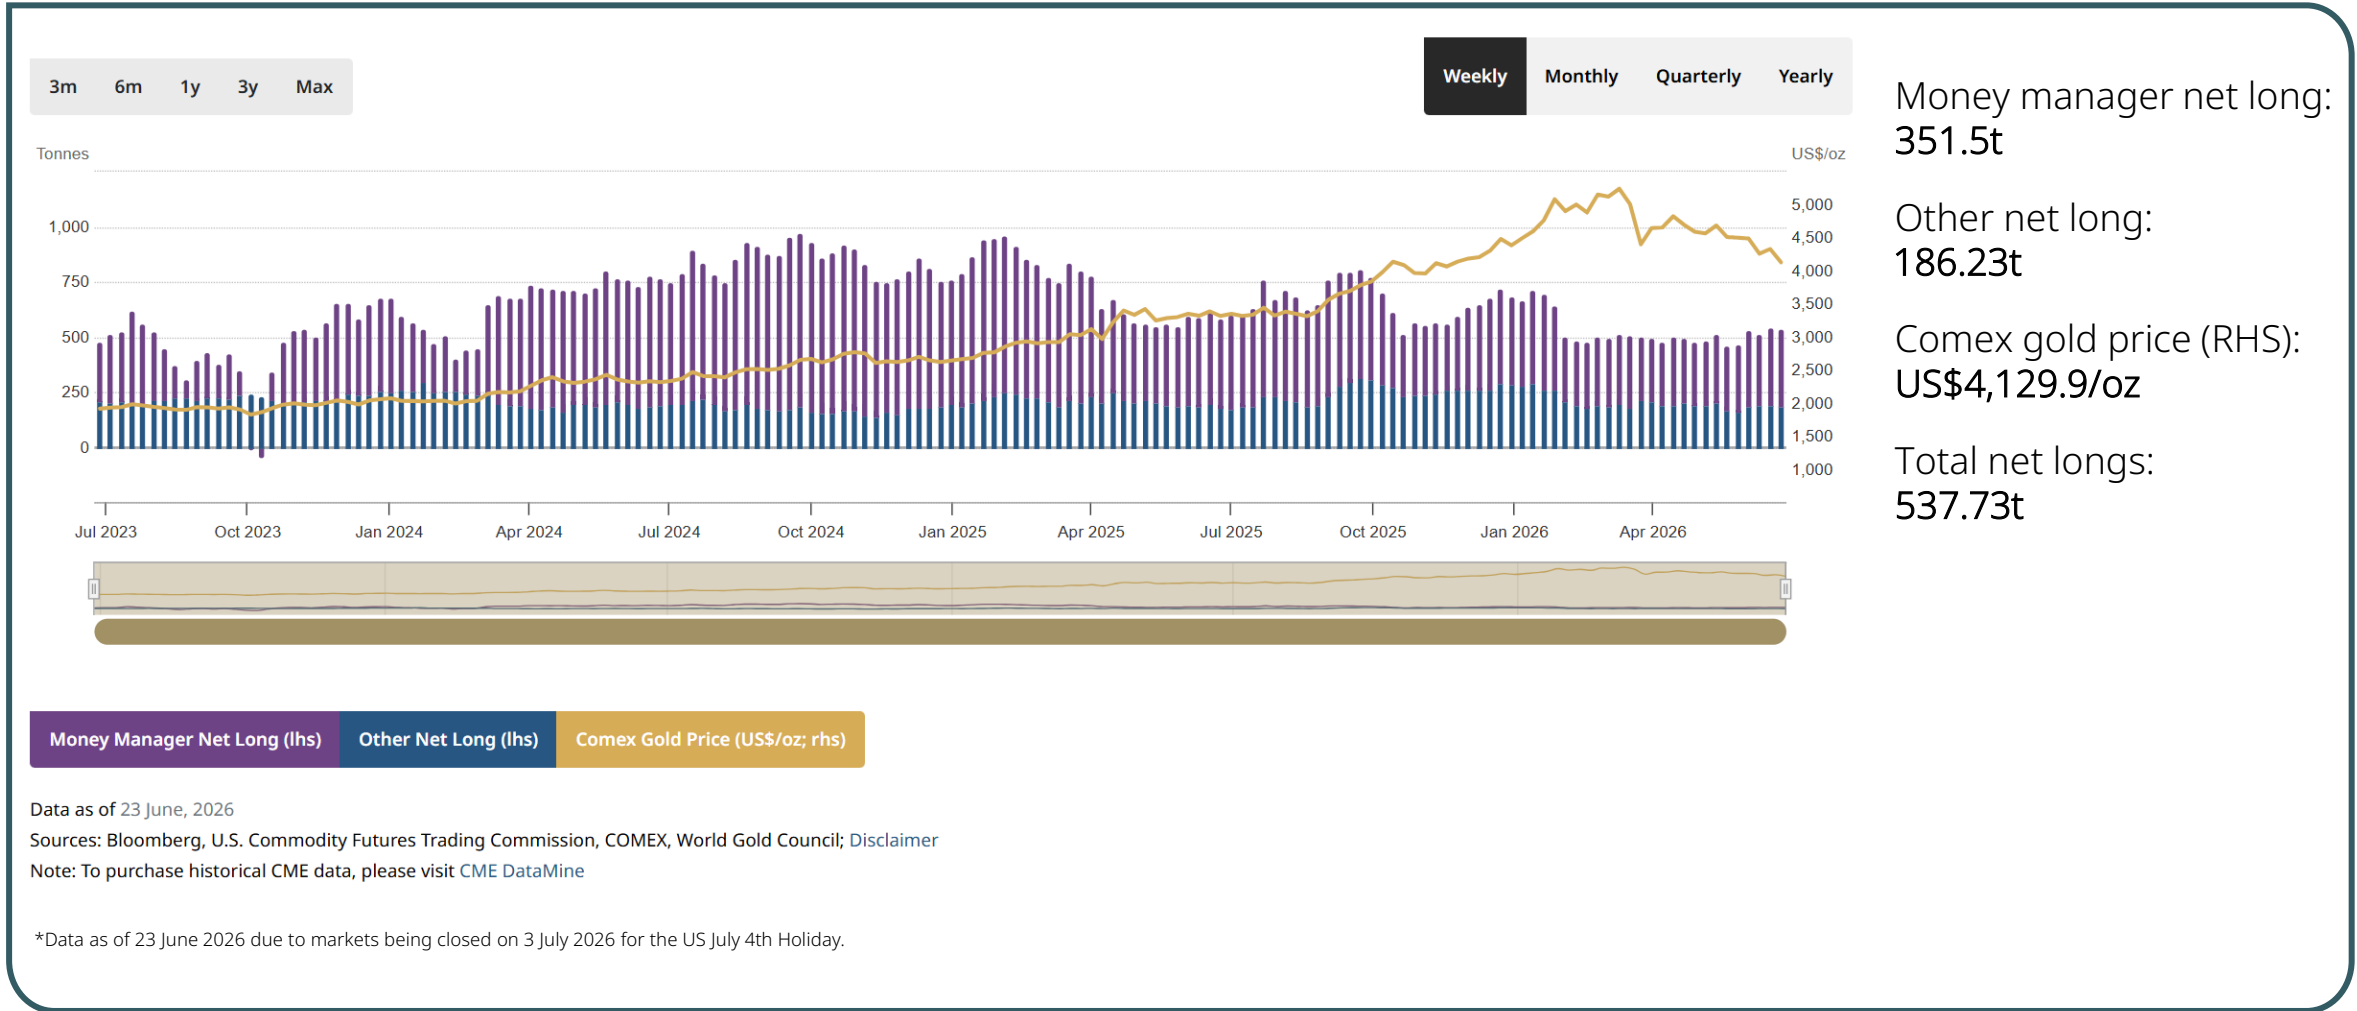 3m 6m 1y 3y Max
Weekly Monthly Quarterly Yearly
Tonnes
US$/oz
1,000
750
500
250
0
5,000
4,500
4,000
3,500
3,000
2,500
2,000
1,500
1,000
Jul 2023 Oct 2023 Jan 2024 Apr 2024 Jul 2024 Oct 2024 Jan 2025 Apr 2025 Jul 2025 Oct 2025 Jan 2026 Apr 2026
Money Manager Net Long (lhs) Other Net Long (lhs) Comex Gold Price (US$/oz; rhs)
Data as of 23 June, 2026
Sources: Bloomberg, U.S. Commodity Futures Trading Commission, COMEX, World Gold Council; Disclaimer
Note: To purchase historical CME data, please visit CME DataMine
*Data as of 23 June 2026 due to markets being closed on 3 July 2026 for the US July 4th Holiday.
Money manager net long:
351.5t
Other net long:
186.23t
Comex gold price (RHS):
US$4,129.9/oz
Total net longs:
537.73t